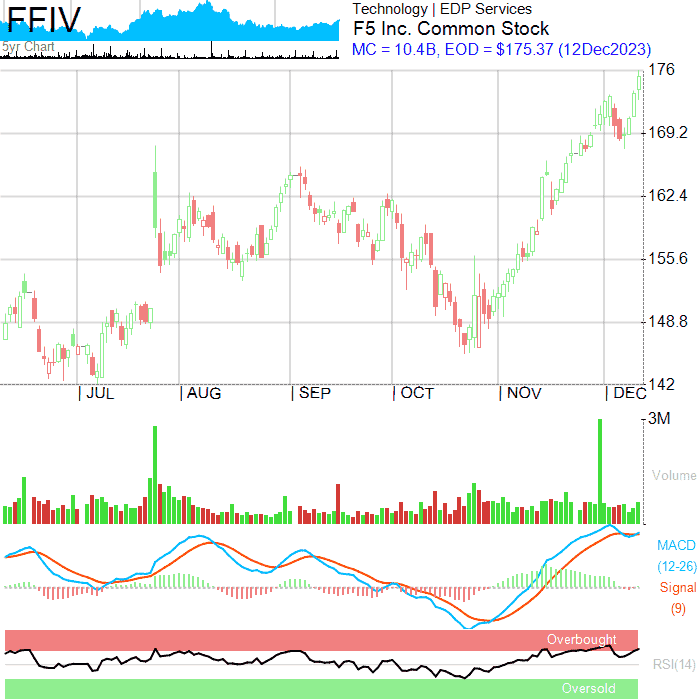 FFIV
5yr Chart
Technology | EDP Services
F5 Inc. Common Stock
MC = 10.4B, EOD = $175.37 (12Dec2023)
176
169.2
162.4
155.6
148.8
142
| JUL | AUG | SEP | OCT | NOV | DEC
3M
Volume
MACD
(12-26)
Signal
(9)
Overbought
RSI(14)
Oversold